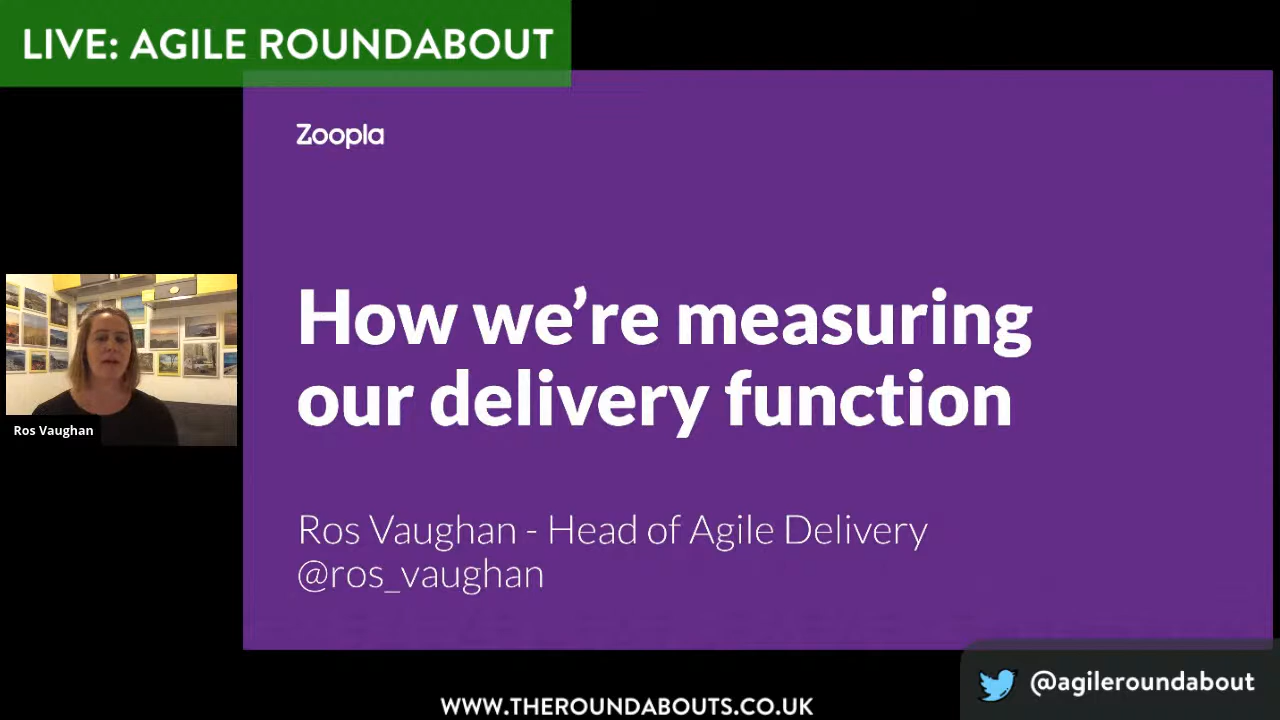 LIVE: AGILE ROUNDABOUT
Zoopla
How we’re measuring
our delivery function
Ros Vaughan
Ros Vaughan - Head of Agile Delivery
@ros_vaughan
@agileroundabout
WWW.THEROUNDABOUTS.CO.UK